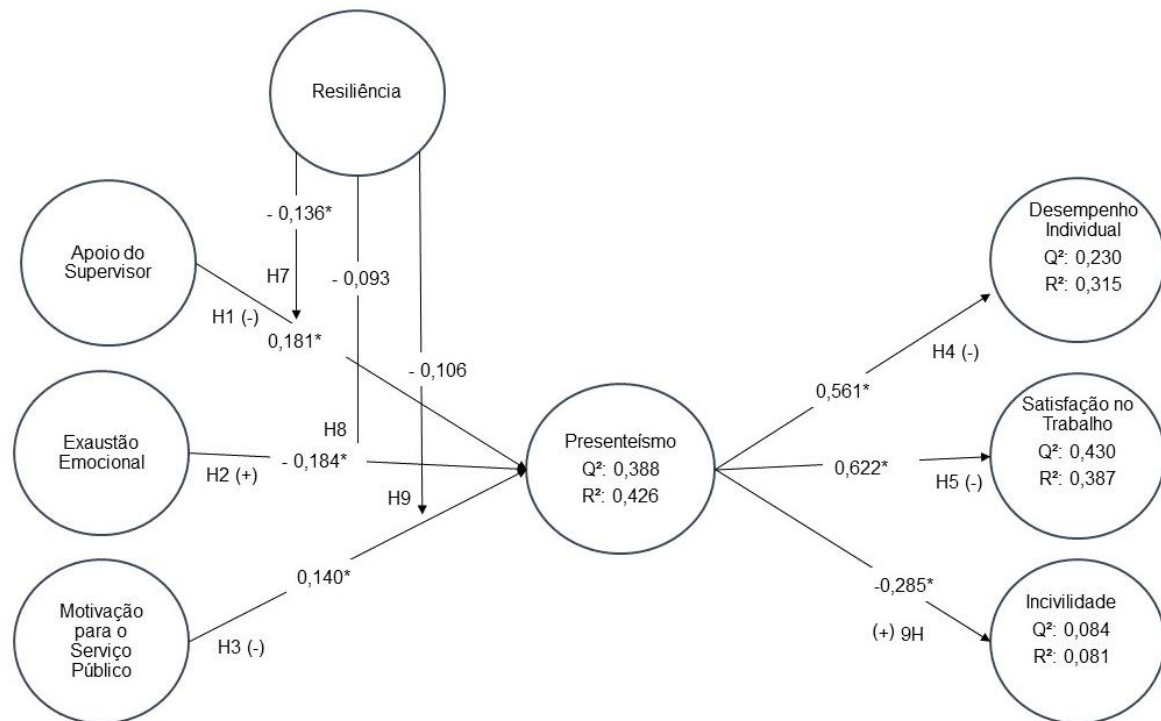 Resiliência
- 0,136*
H7
- 0,093
- 0,106
Apoio do
Supervisor
H1 (-)
0,181*
H8
Exaustão
Emocional
H2 (+)
- 0,184*
H9
Motivação
para o
Serviço
Público
H3 (-)
0,140*
Presenteísmo
Q²: 0,388
R²: 0,426
0,561*
H4 (-)
0,622*
H5 (-)
-0,285*
(+) 9H
Desempenho
Individual
Q²: 0,230
R²: 0,315
Satisfação no
Trabalho
Q²: 0,430
R²: 0,387
Incivilidade
Q²: 0,084
R²: 0,081